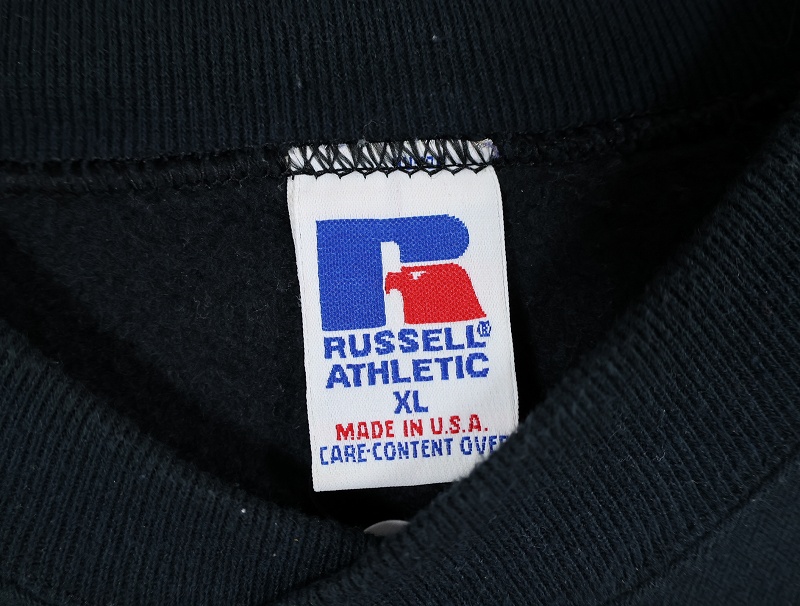 RUSSELL®
ATHLETIC
XL
MADE IN U.S.A.
CARE·CONTENT OVER